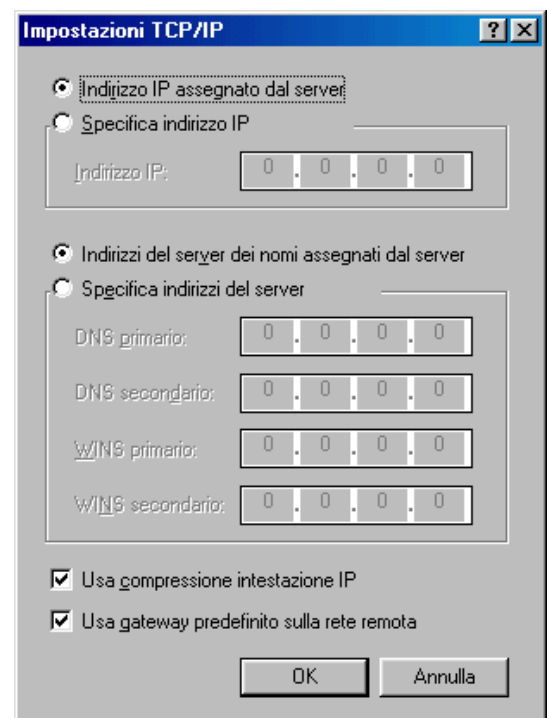 Impostazioni TCP/IP
Indirizzo IP assegnato dal server
Specifica indirizzo IP
Indirizzo IP: 0 . 0 . 0 . 0
Indirizzi del server dei nomi assegnati dal server
Specifica indirizzi del server
DNS primario: 0 . 0 . 0 . 0
DNS secondario: 0 . 0 . 0 . 0
WINS primario: 0 . 0 . 0 . 0
WINS secondario: 0 . 0 . 0 . 0
Usa compressione intestazione IP
Usa gateway predefinito sulla rete remota
OK Annulla